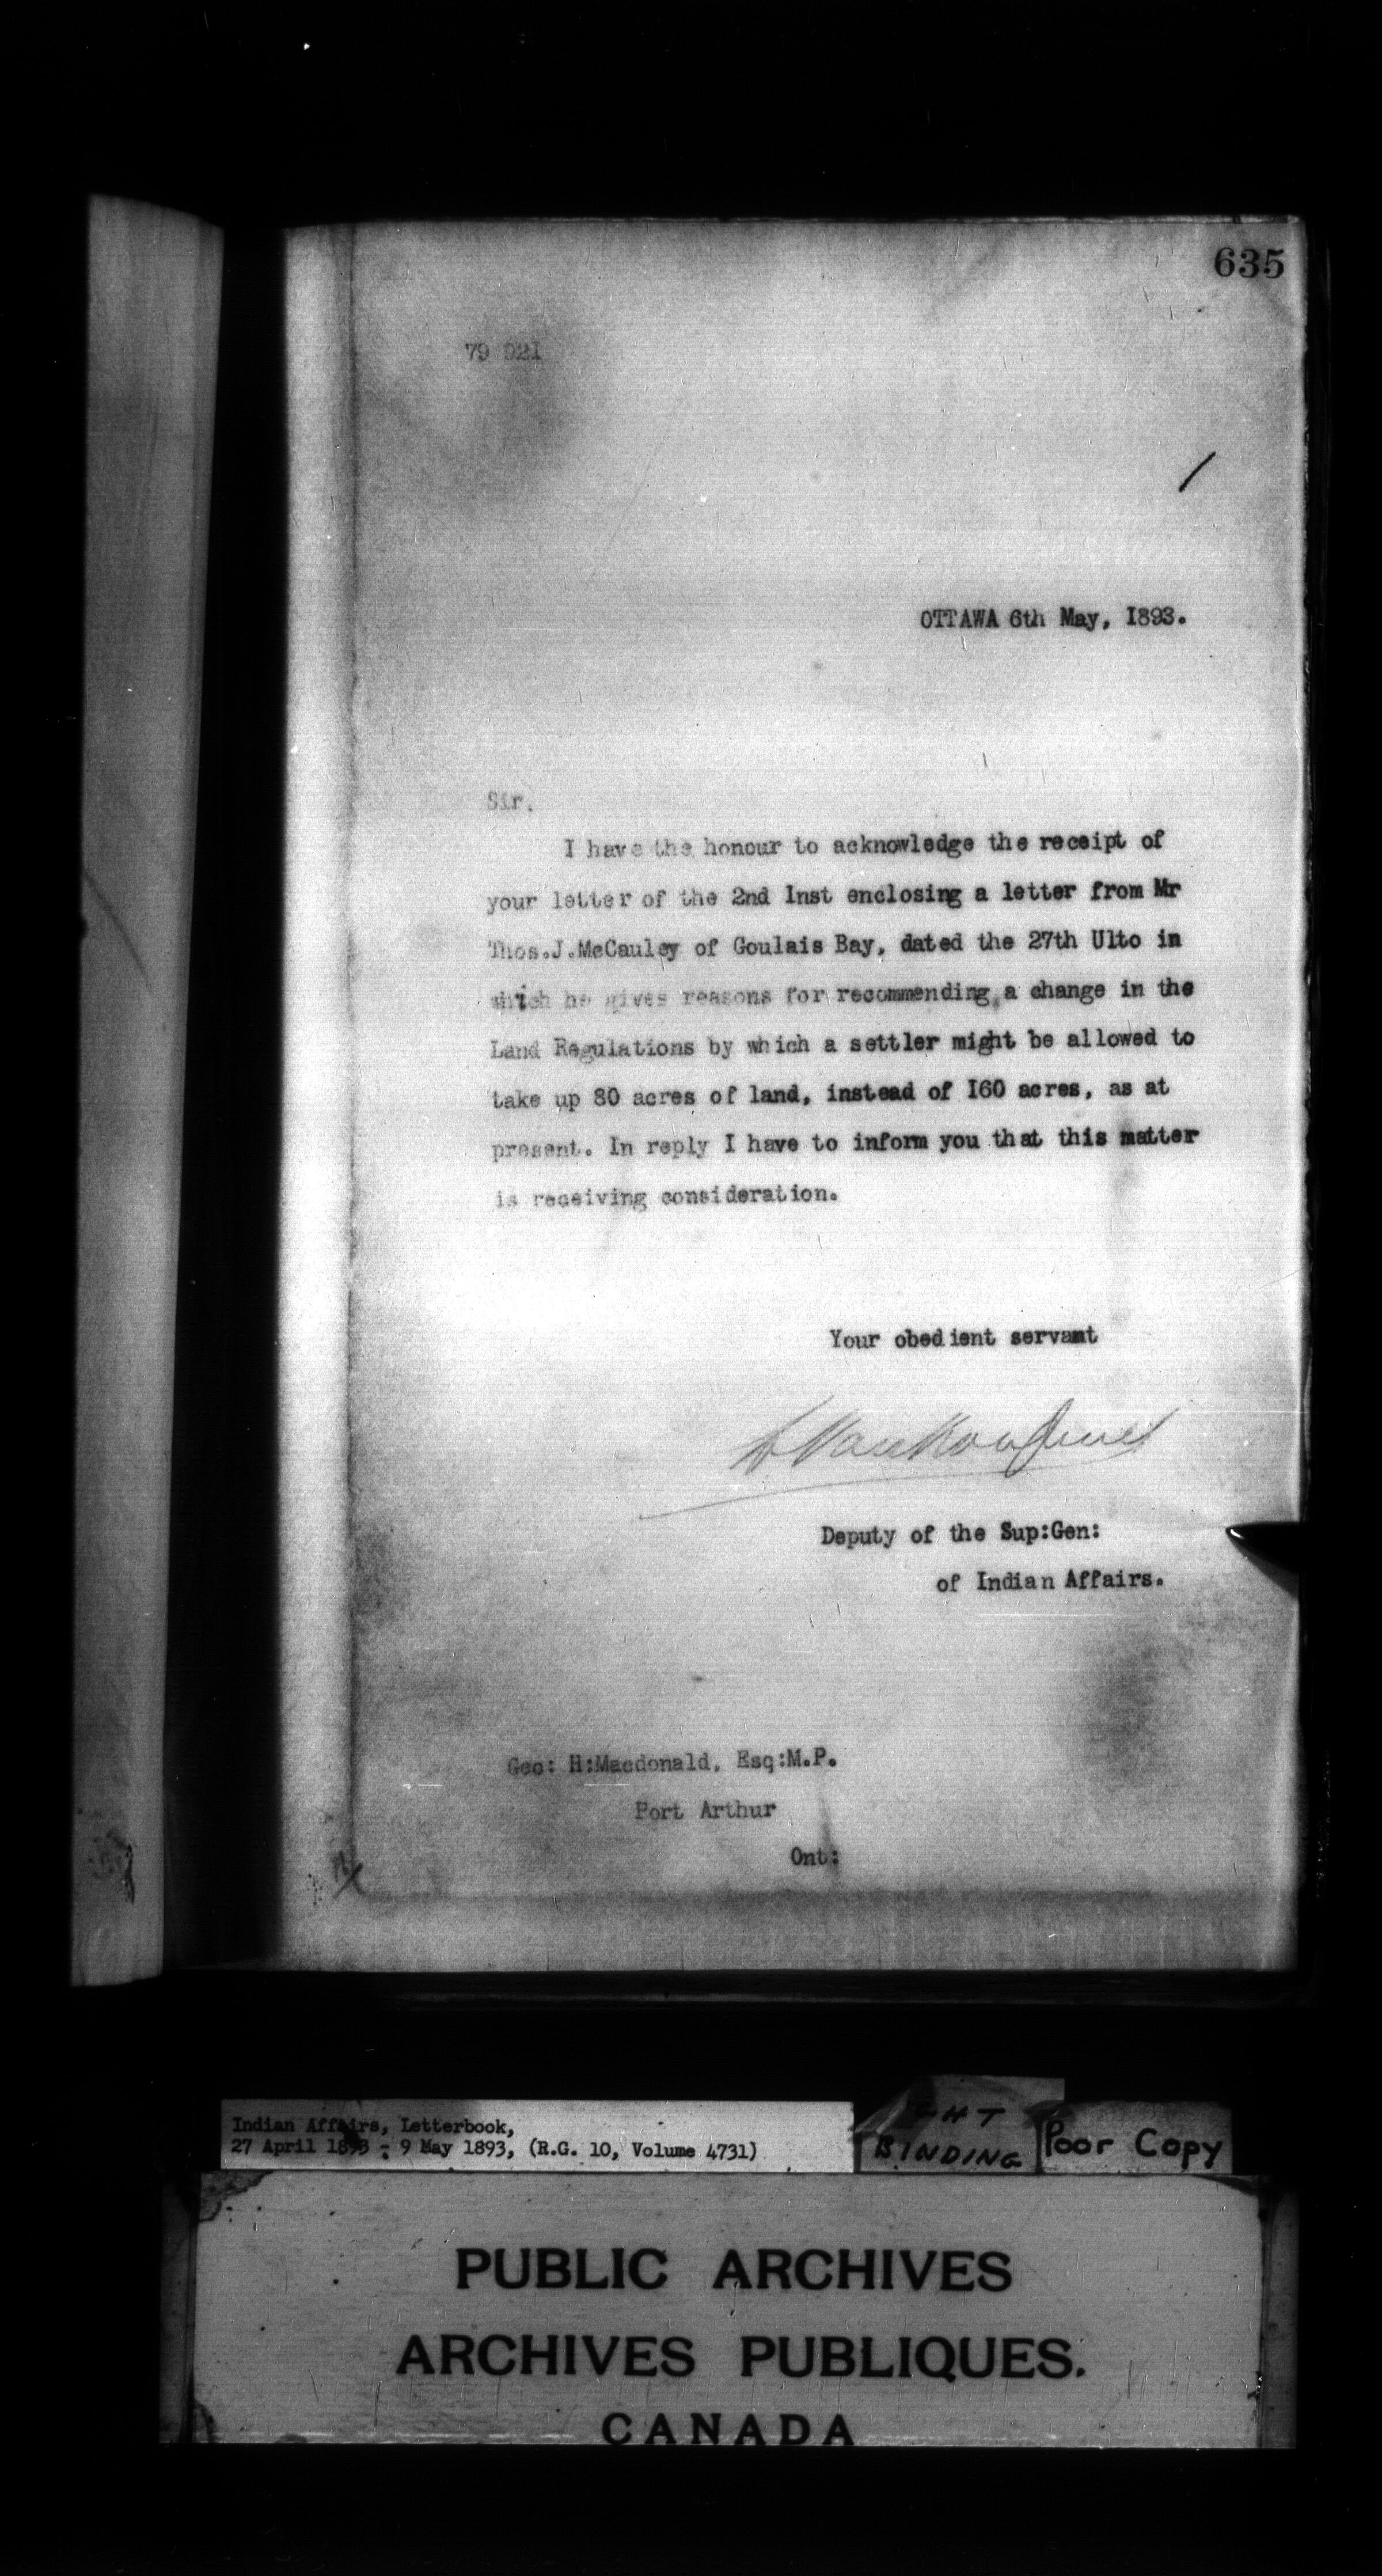 635
79 921
OTTAWA 6th May, I893.
Sir.
I have the honour to acknowledge the receipt of
your letter of the 2nd Inst enclosing a letter from Mr
Thos.J.McCauley of Goulais Bay, dated the 27th Ulto in
which he gives reasons for recommending a change in the
Land Regulations by which a settler might be allowed to
take up 80 acres of land, instead of I60 acres, as at
present. In reply I have to inform you that this matter
is receiving consideration.
Your obedient servant
L VanKoughnet
Deputy of the Sup:Gen:
of Indian Affairs.
Geo: H:Macdonald, Esq:M.P.
Port Arthur
Ont:
Indian Affairs, Letterbook,
27 April 1893 - 9 May 1893, (R.G. 10, Volume 4731)
BINDING
Poor Copy
PUBLIC ARCHIVES
ARCHIVES PUBLIQUES.
CANADA